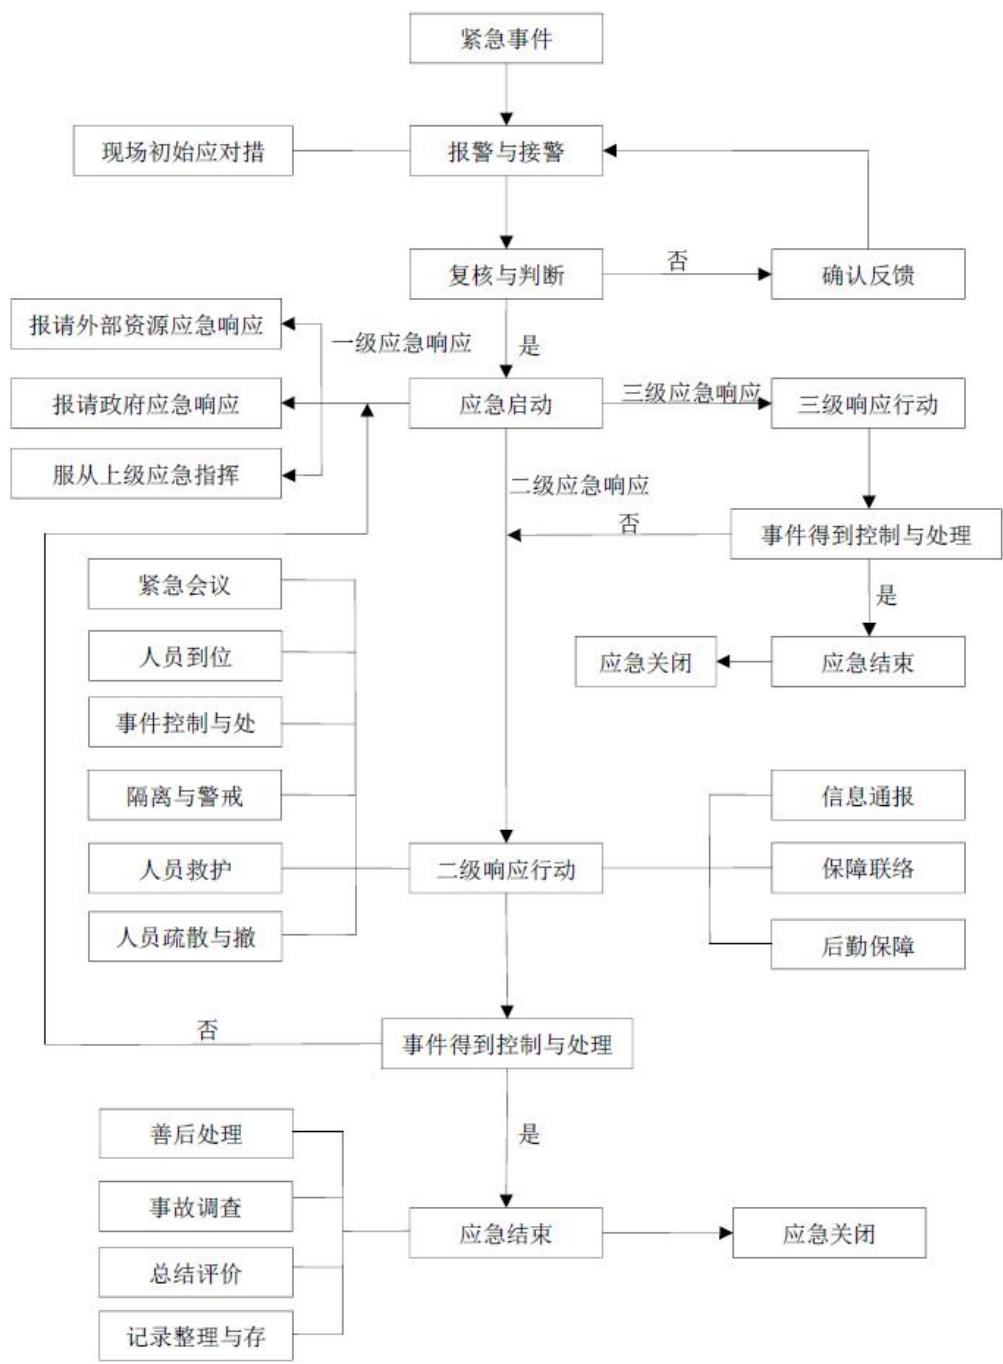 紧急事件
现场初始应对措
报警与接警
复核与判断
否
确认反馈
报请外部资源应急响应
一级应急响应
是
报请政府应急响应
应急启动
三级应急响应
三级响应行动
服从上级应急指挥
二级应急响应
否
事件得到控制与处理
紧急会议
是
人员到位
应急关闭
应急结束
事件控制与处
隔离与警戒
信息通报
人员救护
二级响应行动
保障联络
人员疏散与撤
后勤保障
否
事件得到控制与处理
善后处理
是
事故调查
应急结束
应急关闭
总结评价
记录整理与存